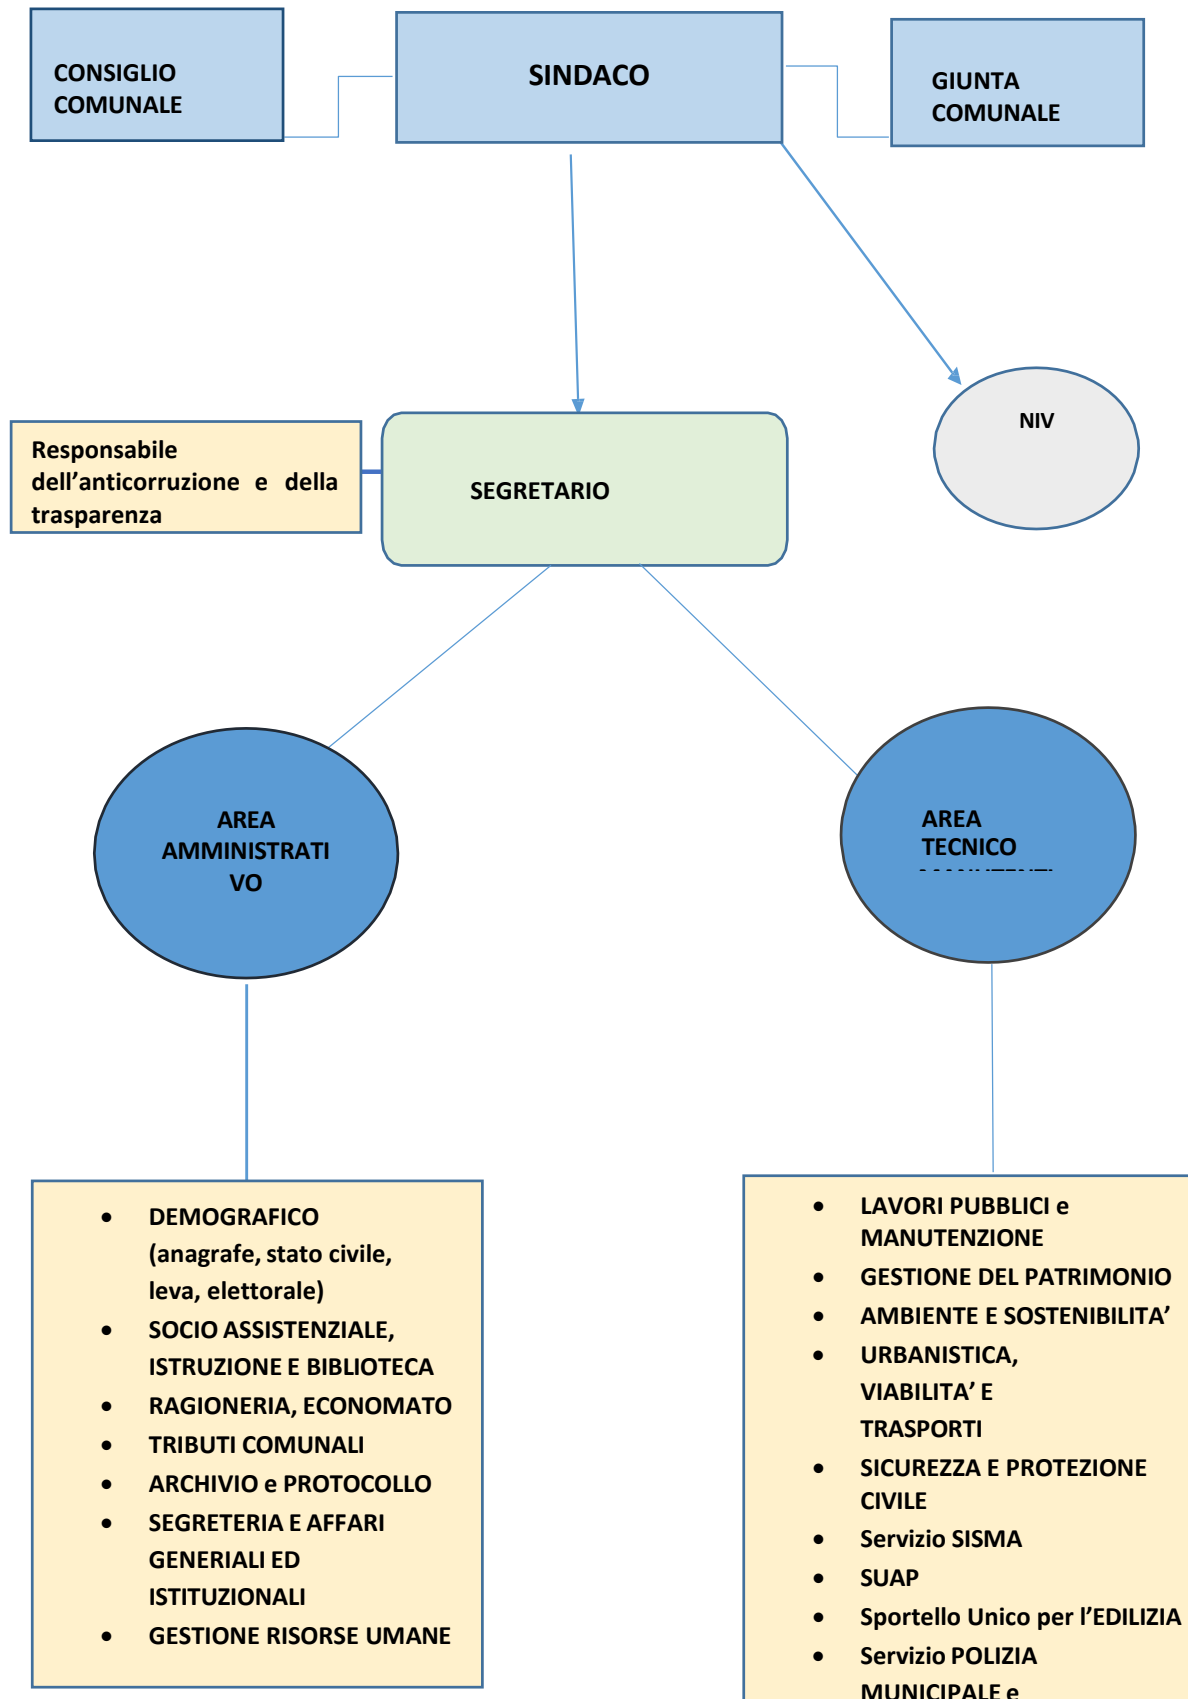 CONSIGLIO
COMUNALE
SINDACO
GIUNTA
COMUNALE
NIV
Responsabile
dell’anticorruzione e della
trasparenza
SEGRETARIO
AREA
AMMINISTRATI
VO
AREA
TECNICO
MANUTENTI
• DEMOGRAFICO
(anagrafe, stato civile,
leva, elettorale)
• SOCIO ASSISTENZIALE,
ISTRUZIONE E BIBLIOTECA
• RAGIONERIA, ECONOMATO
• TRIBUTI COMUNALI
• ARCHIVIO e PROTOCOLLO
• SEGRETERIA E AFFARI
GENERIALI ED
ISTITUZIONALI
• GESTIONE RISORSE UMANE
• LAVORI PUBBLICI e
MANUTENZIONE
• GESTIONE DEL PATRIMONIO
• AMBIENTE E SOSTENIBILITA’
• URBANISTICA,
VIABILITA’ E
TRASPORTI
• SICUREZZA E PROTEZIONE
CIVILE
• Servizio SISMA
• SUAP
• Sportello Unico per l’EDILIZIA
• Servizio POLIZIA
MUNICIPALE e